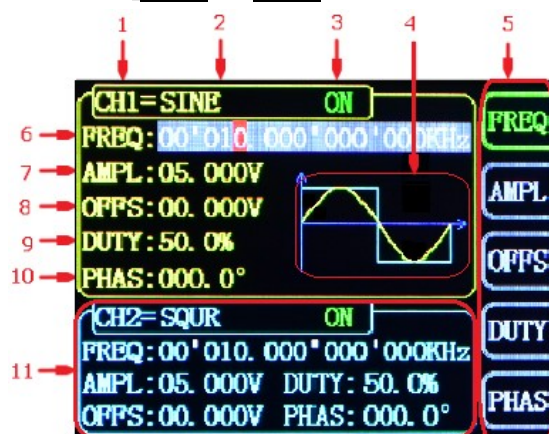 1 2 3 4 5
CH1=SINE ON
6 FREQ:00'010.000'000'000KHz
7 AMPL:05.000V
8 OFFS:00.000V
9 DUTY:50.0%
10 PHAS:000.0°
FREQ
AMPL
OFFS
DUTY
PHAS
CH2=SQUR ON
FREQ:00'010.000'000'000KHz
11 AMPL:05.000V DUTY:50.0%
OFFS:00.000V PHAS:000.0°